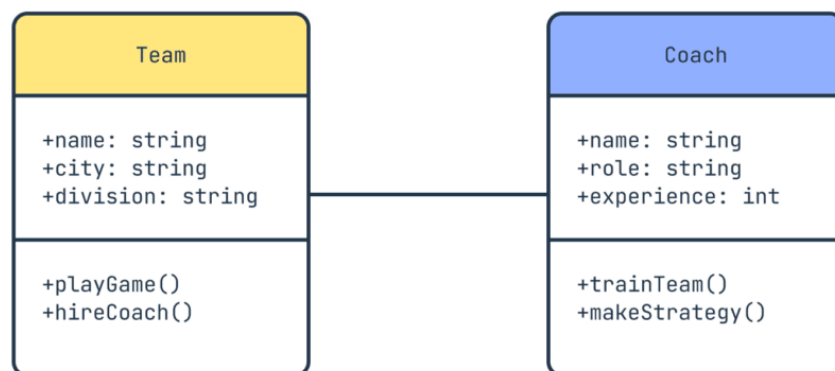 Team
+name: string
+city: string
+division: string
+playGame()
+hireCoach()
Coach
+name: string
+role: string
+experience: int
+trainTeam()
+makeStrategy()